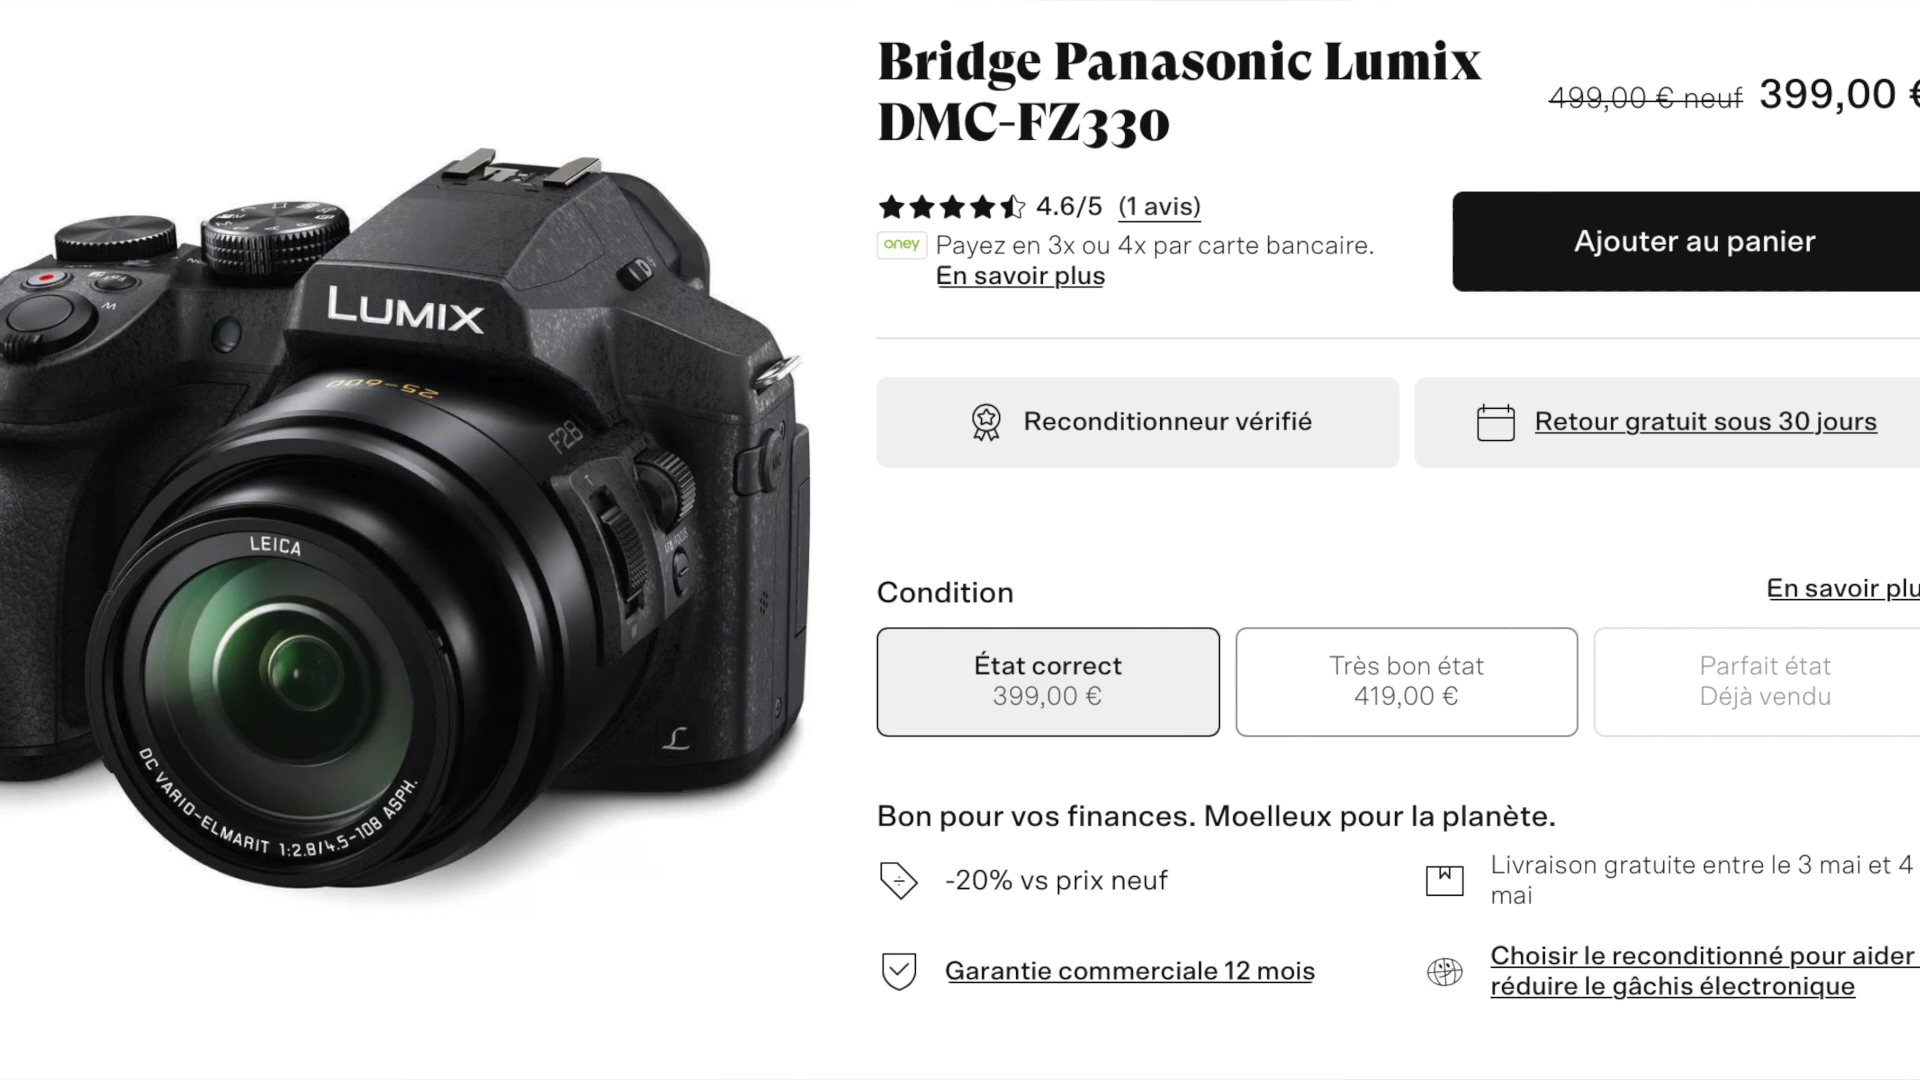 Bridge Panasonic Lumix
DMC-FZ330
499,00 € neuf 399,00 €
4.6/5 (1 avis)
oney Payez en 3x ou 4x par carte bancaire.
En savoir plus
Ajouter au panier
Reconditionneur vérifié
Retour gratuit sous 30 jours
Condition
En savoir plu
État correct
399,00 €
Très bon état
419,00 €
Parfait état
Déjà vendu
Bon pour vos finances. Moelleux pour la planète.
-20% vs prix neuf
Livraison gratuite entre le 3 mai et 4
mai
Garantie commerciale 12 mois
Choisir le reconditionné pour aider
réduire le gâchis électronique
LUMIX
25-600
F2.8
T
AF/MF/FOCUS
W
LEICA
DC VARIO-ELMARIT 1:2.8/4.5-108 ASPH.
L